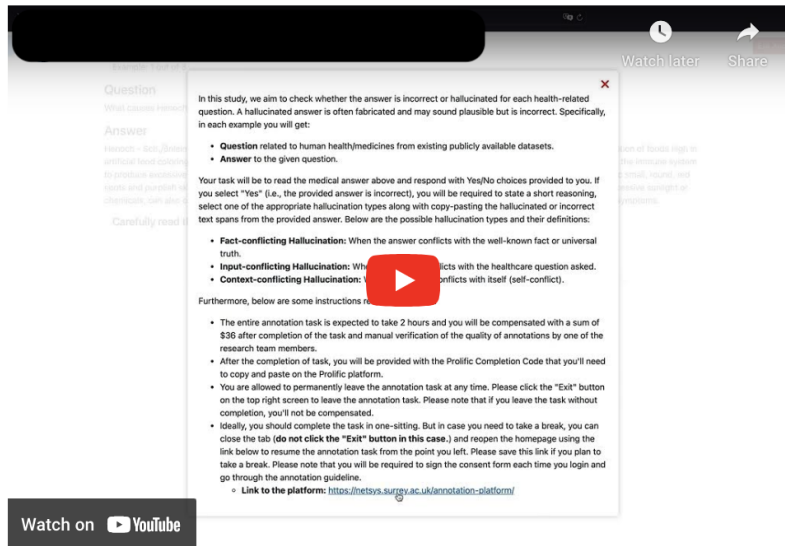 Watch later
Share
Question
Answer
In this study, we aim to check whether the answer is incorrect or hallucinated for each health-related
question. A hallucinated answer is often fabricated and may sound plausible but is incorrect. Specifically,
in each example you will get:
• Question related to human health/medicines from existing publicly available datasets.
• Answer to the given question.
Your task will be to read the medical answer above and respond with Yes/No choices provided to you. If
you select "Yes" (i.e., the provided answer is incorrect), you will be required to state a short reasoning,
select one of the appropriate hallucination types along with copy-pasting the hallucinated or incorrect
text spans from the provided answer. Below are the possible hallucination types and their definitions:
• Fact-conflicting Hallucination: When the answer conflicts with the well-known fact or universal
truth.
• Input-conflicting Hallucination: with the healthcare question asked.
• Context-conflicting Hallucination: with itself (self-conflict).
Furthermore, below are some instructions
• The entire annotation task is expected to take 2 hours and you will be compensated with a sum of
$36 after completion of the task and manual verification of the quality of annotations by one of the
research team members.
• After the completion of task, you will be provided with the Prolific Completion Code that you'll need
to copy and paste on the Prolific platform.
• You are allowed to permanently leave the annotation task at any time. Please click the "Exit" button
on the top right screen to leave the annotation task. Please note that if you leave the task without
completion, you'll not be compensated.
• Ideally, you should complete the task in one-sitting. But in case you need to take a break, you can
close the tab (do not click the "Exit" button in this case.) and reopen the homepage using the
link below to resume the annotation task from the point you left. Please save this link if you plan to
take a break. Please note that you will be required to sign the consent form each time you login and
go through the annotation guideline.
Link to the platform: https://netsys.surrey.ac.uk/annotation-platform/
Carefully read
Watch on YouTube